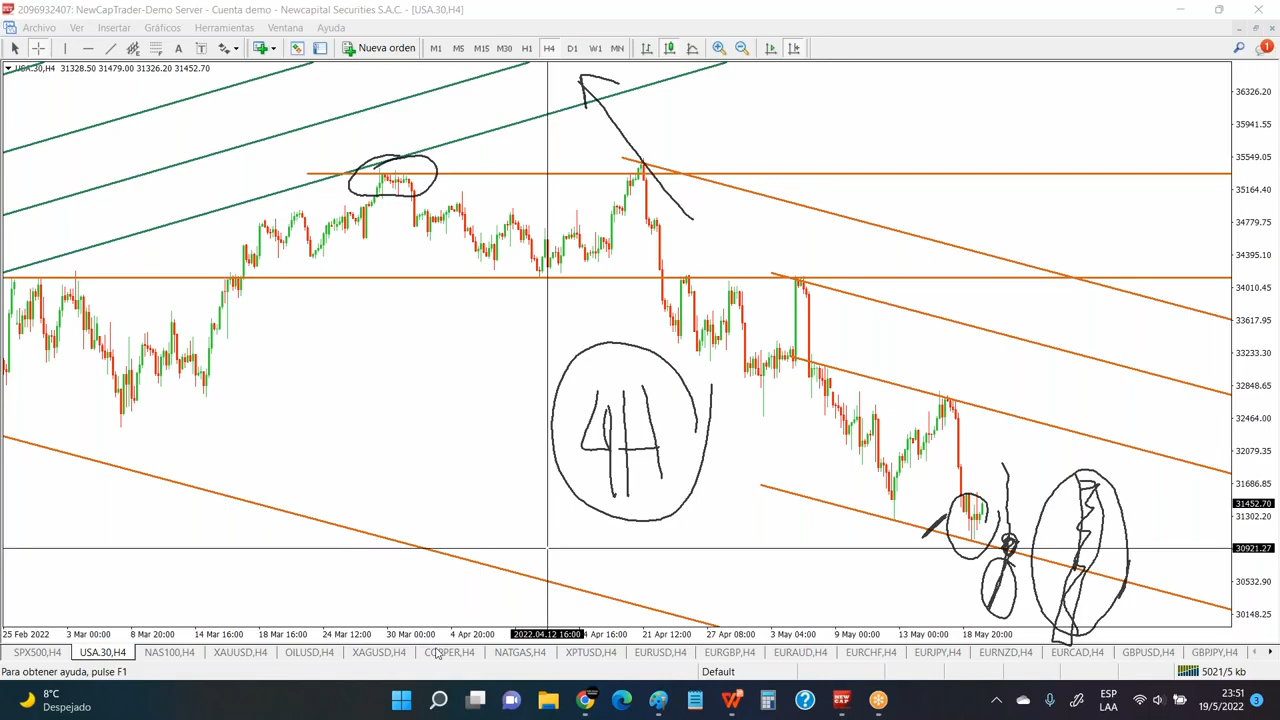 2096932407: NewCapTrader-Demo Server - Cuenta demo - Newcapital Securities S.A.C. - [USA.30,H4]
Archivo Ver Insertar Gráficos Herramientas Ventana Ayuda
A T Nueva orden M1 M5 M15 M30 H1 H4 D1 W1 MN 1
USA.30,H4 31328.50 31479.00 31326.20 31452.70
36326.20
35941.55
35549.05
35164.40
34779.75
34395.10
34010.45
33617.95
33233.30
32848.65
32464.00
32079.35
31686.85
31452.70
31302.20
30921.27
30532.90
30148.25
4H
25 Feb 2022 3 Mar 00:00 8 Mar 20:00 14 Mar 16:00 18 Mar 16:00 24 Mar 12:00 30 Mar 00:00 4 Apr 20:00 2022.04.12 16:00 Apr 16:00 21 Apr 12:00 27 Apr 08:00 3 May 04:00 9 May 00:00 13 May 00:00 18 May 20:00
SPX500,H4 USA.30,H4 NAS100,H4 XAUUSD,H4 OILUSD,H4 XAGUSD,H4 COPPER,H4 NATGAS,H4 XPTUSD,H4 EURUSD,H4 EURGBP,H4 EURAUD,H4 EURCHF,H4 EURJPY,H4 EURNZD,H4 EURCAD,H4 GBPUSD,H4 GBPJPY,H4
Para obtener ayuda, pulse F1 Default 5021/5 kb
8°C
Despejado
NEW
CAP
ESP
LAA
23:51
19/5/2022
3